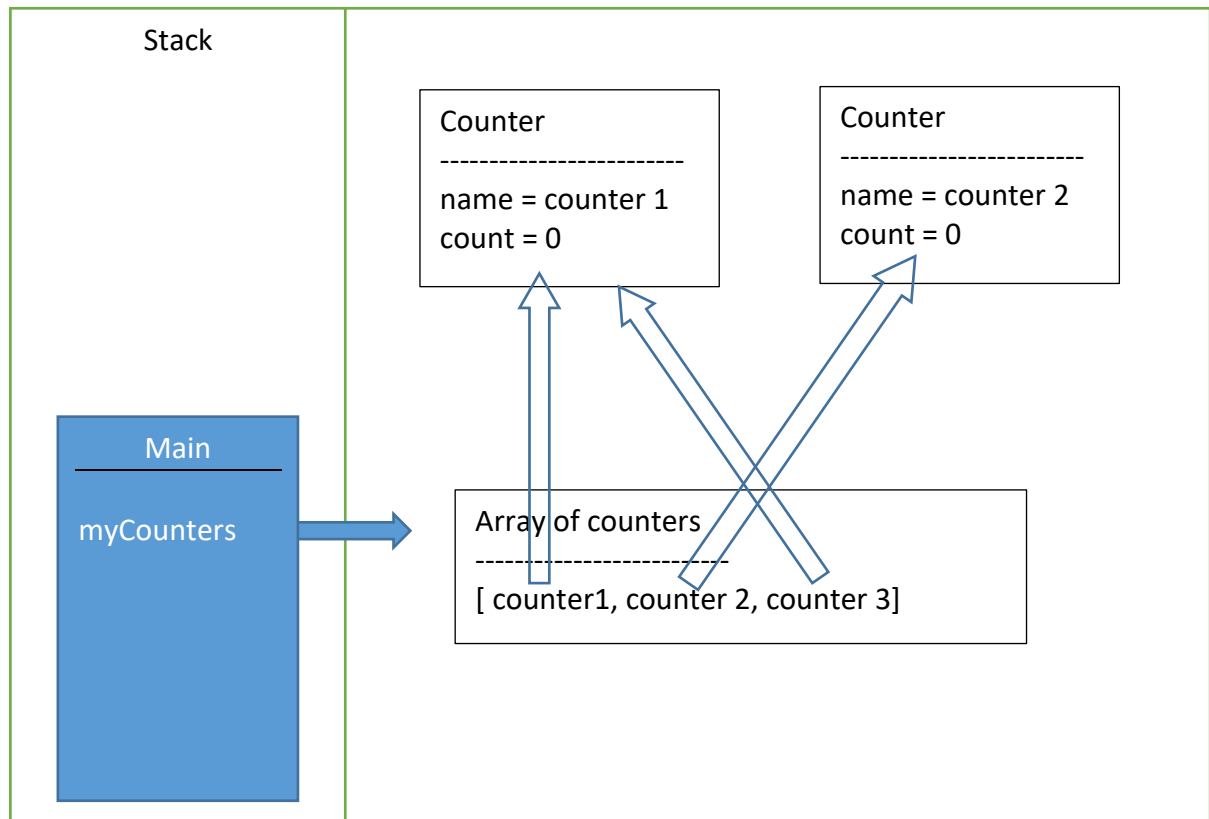 Stack
Counter
-------------------------
name = counter 1
count = 0
Counter
-------------------------
name = counter 2
count = 0
Main
myCounters
Array of counters
--------------------------
[ counter1, counter 2, counter 3]